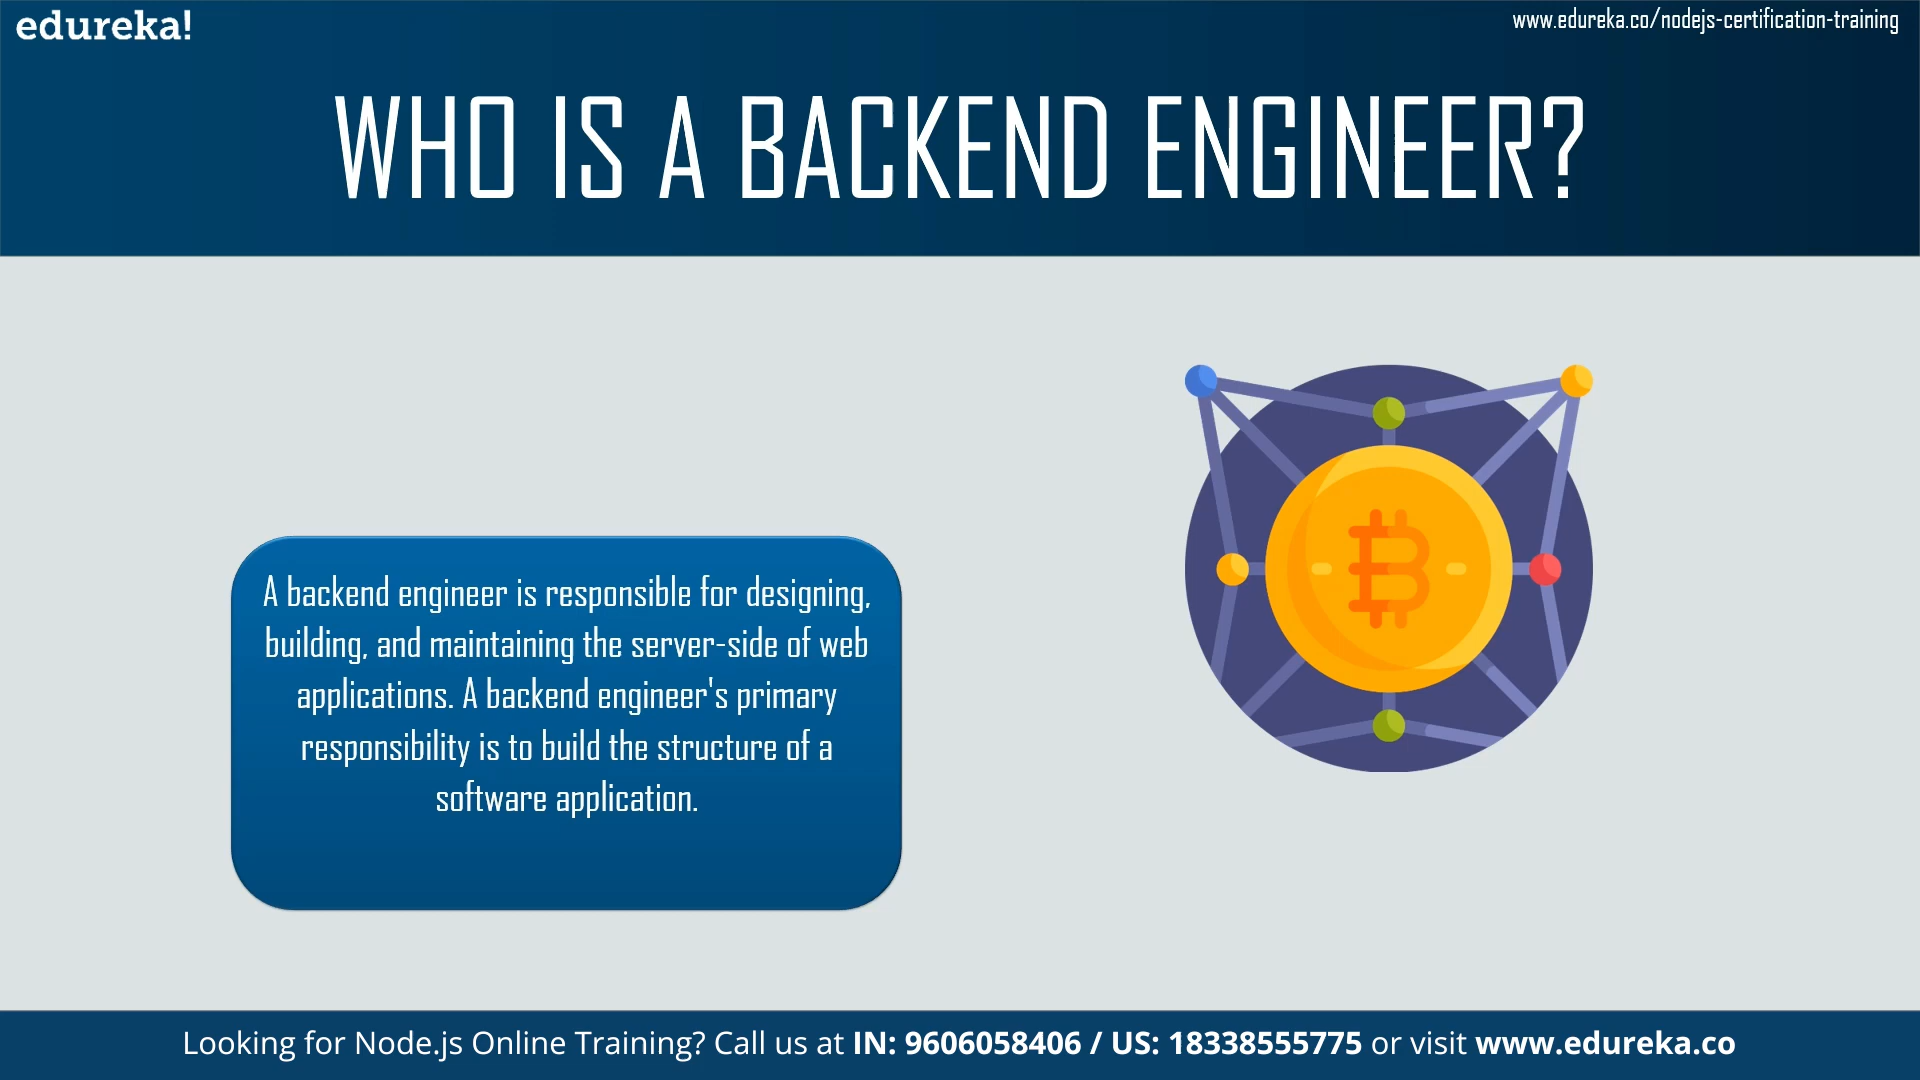 edureka!
www.edureka.co/nodejs-certification-training
WHO IS A BACKEND ENGINEER?
A backend engineer is responsible for designing,
building, and maintaining the server-side of web
applications. A backend engineer's primary
responsibility is to build the structure of a
software application.
Looking for Node.js Online Training? Call us at IN: 9606058406 / US: 18338555775 or visit www.edureka.co